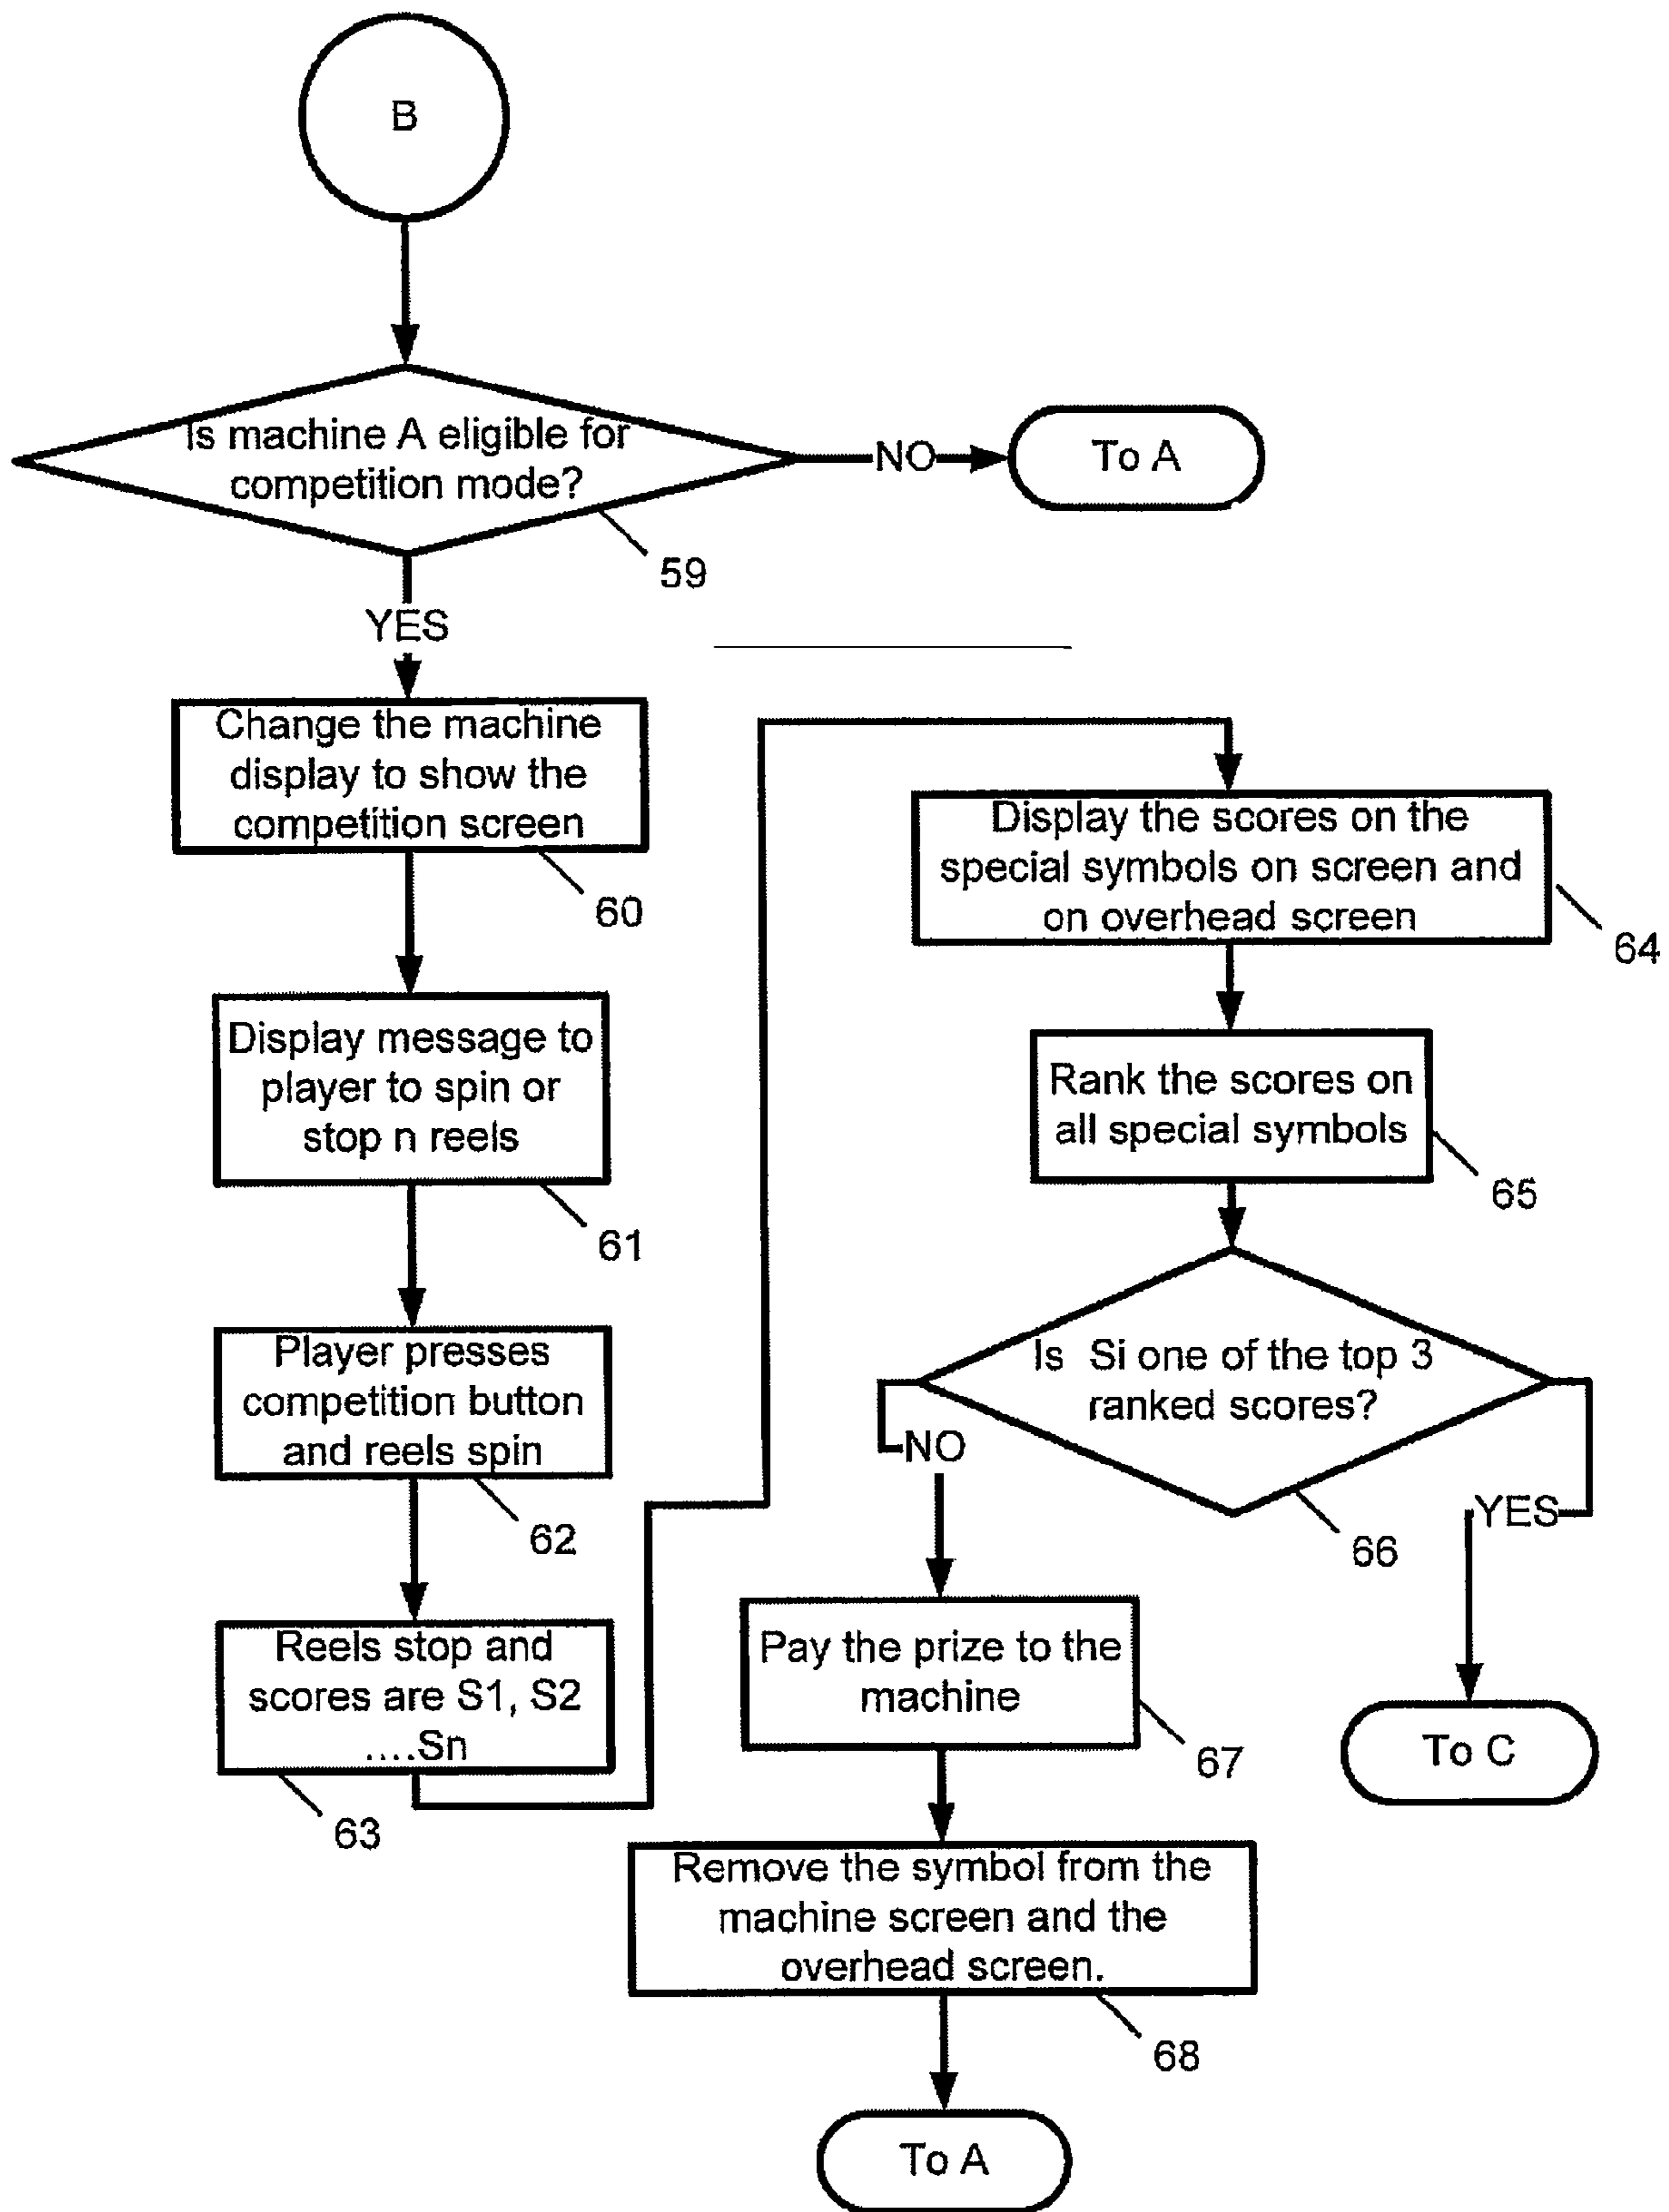 B
Is machine A eligible for
competition mode?
NO
To A
59
YES
Change the machine
display to show the
competition screen
60
Display message to
player to spin or
stop n reels
61
Player presses
competition button
and reels spin
62
Reels stop and
scores are S1, S2
....Sn
63
Display the scores on the
special symbols on screen and
on overhead screen
64
Rank the scores on
all special symbols
65
Is Si one of the top 3
ranked scores?
66
NO
YES
Pay the prize to the
machine
67
To C
Remove the symbol from the
machine screen and the
overhead screen.
68
To A